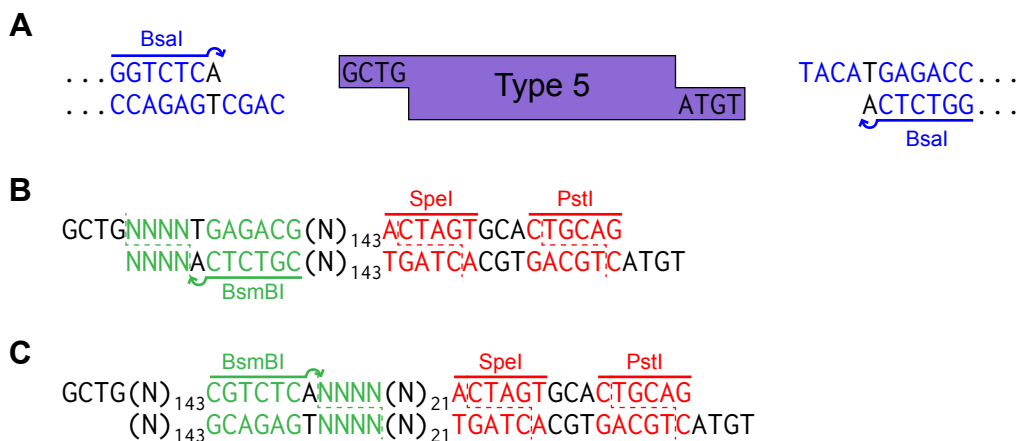 A
BsaI
...GGTCTCA
...CCAGAGTCGAC
GCTG
Type 5
ATGT
TACATGAGACC...
ACTCTGG...
BsaI
B
SpeI PstI
GCTGNNNNTGAGACG(N)143ACTAGTGCACTGCAG
NNNNACTCTGC(N)143TGATCACGTGACGTCATGT
BsmBI
C
BsmBI SpeI PstI
GCTG(N)143CGTCTCANNNN(N)21ACTAGTGCACTGCAG
(N)143GCAGAGTNNNN(N)21TGATCACGTGACGTCATGT